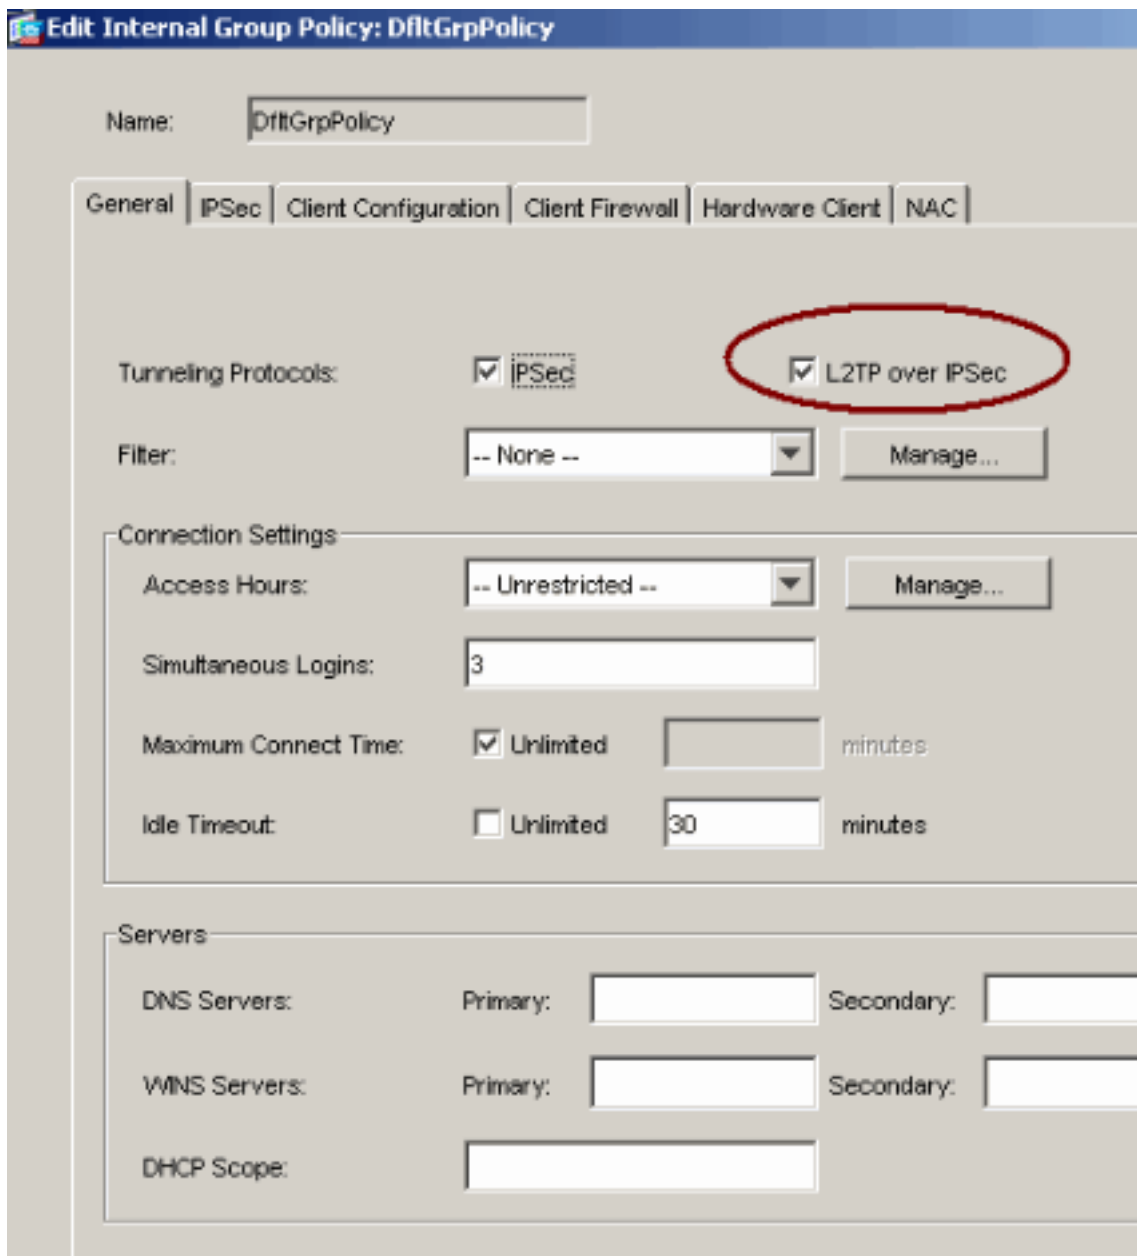 Edit Internal Group Policy: DfltGrpPolicy
Name: DfltGrpPolicy
General IPSec Client Configuration Client Firewall Hardware Client NAC
Tunneling Protocols: IPSec L2TP over IPSec
Filter: -- None -- Manage...
Connection Settings
Access Hours: -- Unrestricted -- Manage...
Simultaneous Logins: 3
Maximum Connect Time: Unlimited minutes
Idle Timeout: Unlimited 30 minutes
Servers
DNS Servers: Primary: Secondary:
WINS Servers: Primary: Secondary:
DHCP Scope: